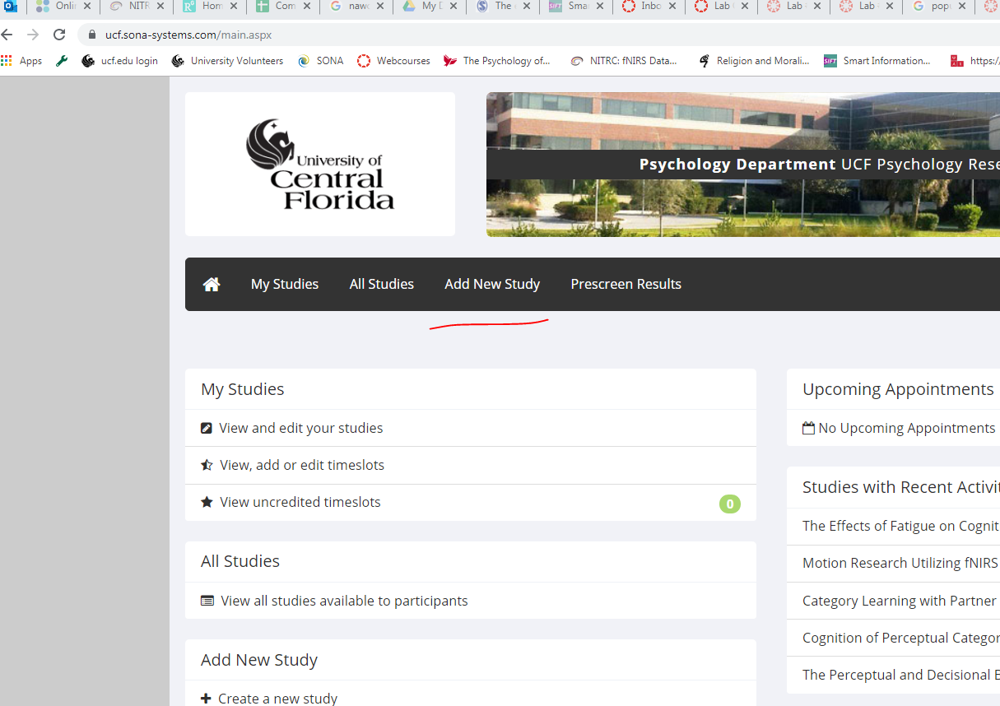 Onli
NITR
Hom
Com
nawc
My D
The
Smar
Inbo
Lab
Lab
Lab
pop
ucf.sona-systems.com/main.aspx
Apps
ucf.edu login
University Volunteers
SONA
Webcourses
The Psychology of...
NITRC: fNIRS Data...
Religion and Morali...
SIFT
Smart Information...
https:/
University of
Central
Florida
Psychology Department UCF Psychology Rese
My Studies
All Studies
Add New Study
Prescreen Results
My Studies
View and edit your studies
View, add or edit timeslots
View uncredited timeslots
0
All Studies
View all studies available to participants
Add New Study
Create a new study
Upcoming Appointments
No Upcoming Appointments
Studies with Recent Activit
The Effects of Fatigue on Cognit
Motion Research Utilizing fNIRS
Category Learning with Partner
Cognition of Perceptual Categor
The Perceptual and Decisional B